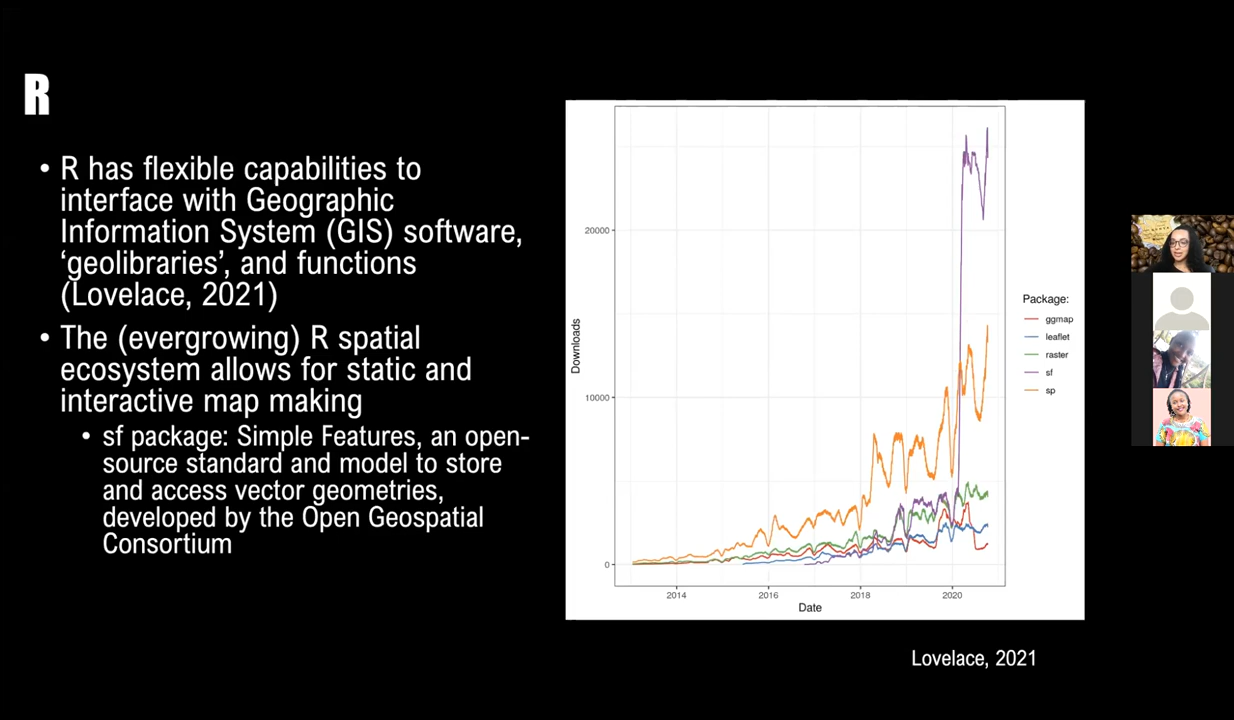 R
• R has flexible capabilities to
interface with Geographic
Information System (GIS) software,
‘geolibraries’, and functions
(Lovelace, 2021)
• The (evergrowing) R spatial
ecosystem allows for static and
interactive map making
• sf package: Simple Features, an open-
source standard and model to store
and access vector geometries,
developed by the Open Geospatial
Consortium
20000
10000
0
Downloads
2014 2016 2018 2020
Date
Package:
ggmap
leaflet
raster
sf
sp
Lovelace, 2021